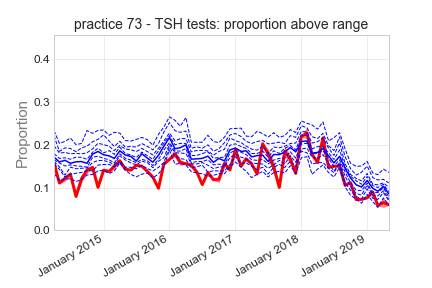 practice 73 - TSH tests: proportion above range
Proportion
0.4
0.3
0.2
0.1
0.0
January 2015
January 2016
January 2017
January 2018
January 2019